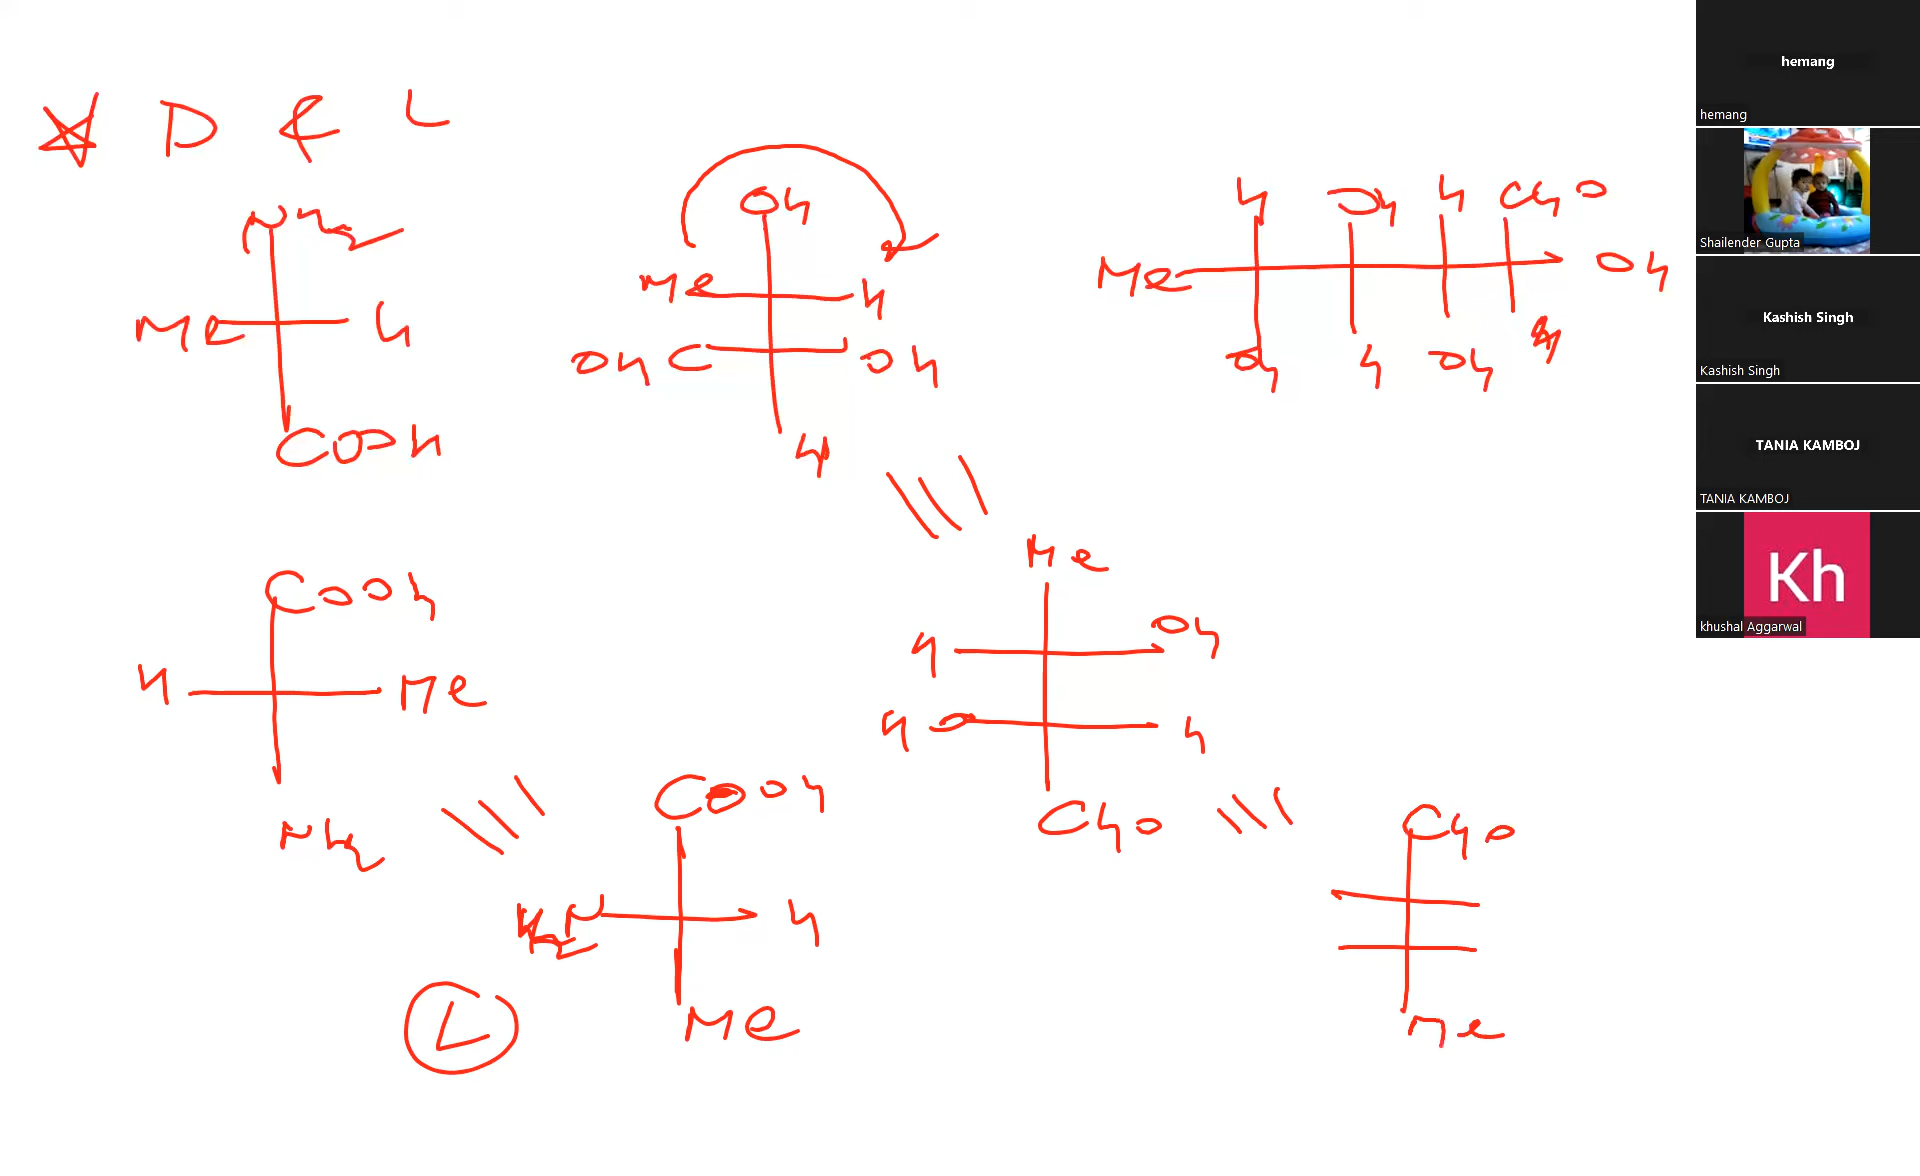 D & L
NH2
Me H
COOH
OH
Me H
OHC OH
H
H OH H CHO
Me OH
OH H OH H
COOH
H Me
NH2
Me
H OH
HO H
CHO
COOH
H2N H
Me
L
CHO
Me
hemang
hemang
Shailender Gupta
Kashish Singh
Kashish Singh
TANIA KAMBOJ
TANIA KAMBOJ
Kh
khushal Aggarwal